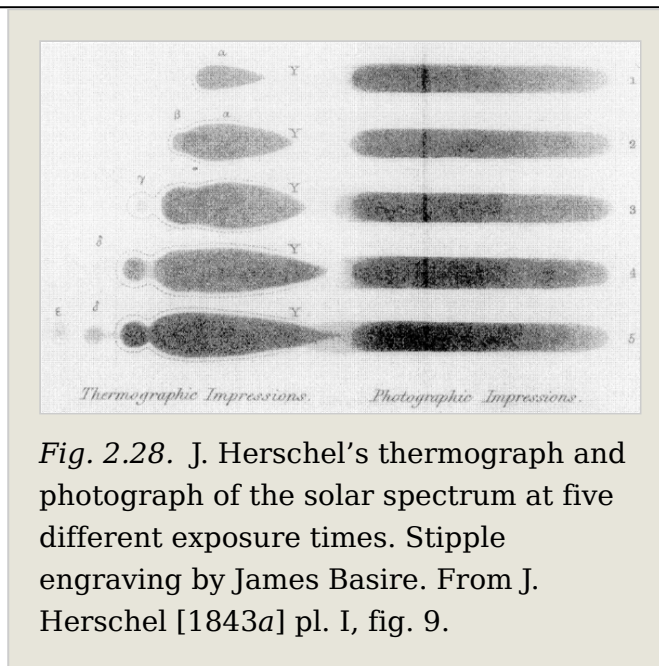 α Y 1
β α Y 2
γ Y 3
δ Y 4
ε δ Y 5
Thermographic Impressions. Photographic Impressions.
Fig. 2.28. J. Herschel’s thermograph and
photograph of the solar spectrum at five
different exposure times. Stipple
engraving by James Basire. From J.
Herschel [1843a] pl. I, fig. 9.